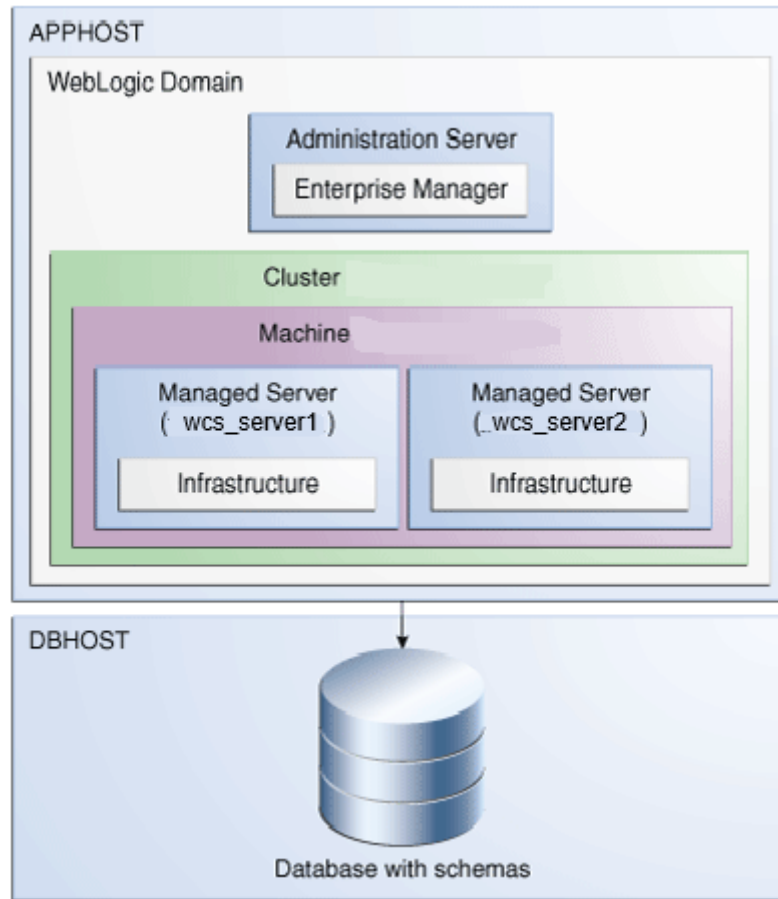 APPHOST
WebLogic Domain
Administration Server
Enterprise Manager
Cluster
Machine
Managed Server
( wcs_server1 )
Infrastructure
Managed Server
( wcs_server2 )
Infrastructure
DBHOST
Database with schemas